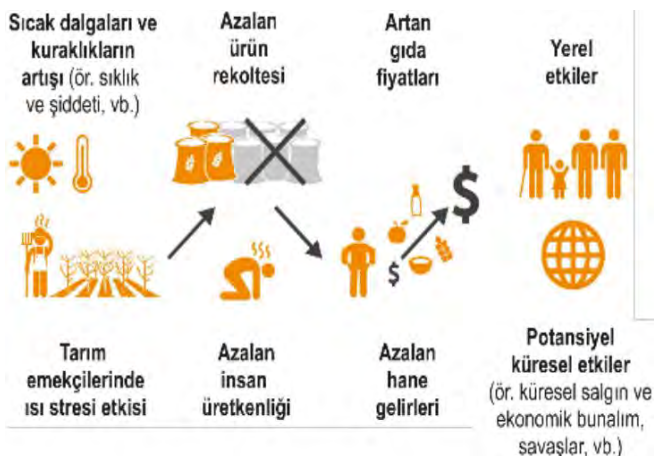 Sıcak dalgaları ve
kuraklıkların
artışı (ör. sıklık
ve şiddeti, vb.)
Azalan
ürün
rekoltesi
Artan
gıda
fiyatları
Yerel
etkiler
$
$
Tarım
emekçilerinde
ısı stresi etkisi
Azalan
insan
üretkenliği
Azalan
hane
gelirleri
Potansiyel
küresel etkiler
(ör. küresel salgın ve
ekonomik bunalım,
savaşlar, vb.)